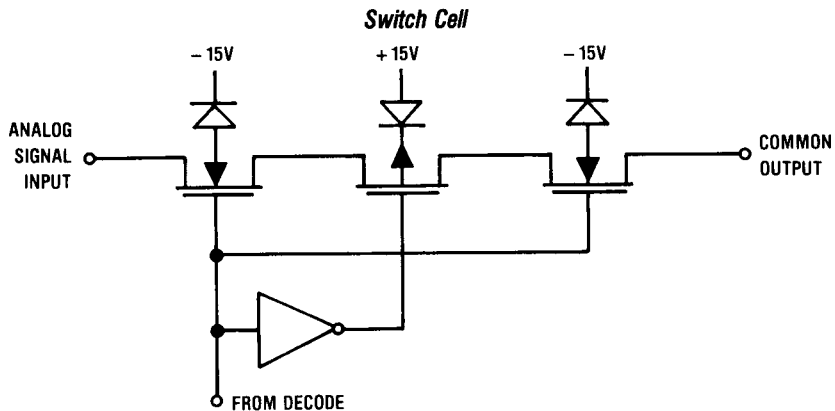 Switch Cell
– 15V
+ 15V
– 15V
ANALOG
SIGNAL
INPUT
COMMON
OUTPUT
FROM DECODE